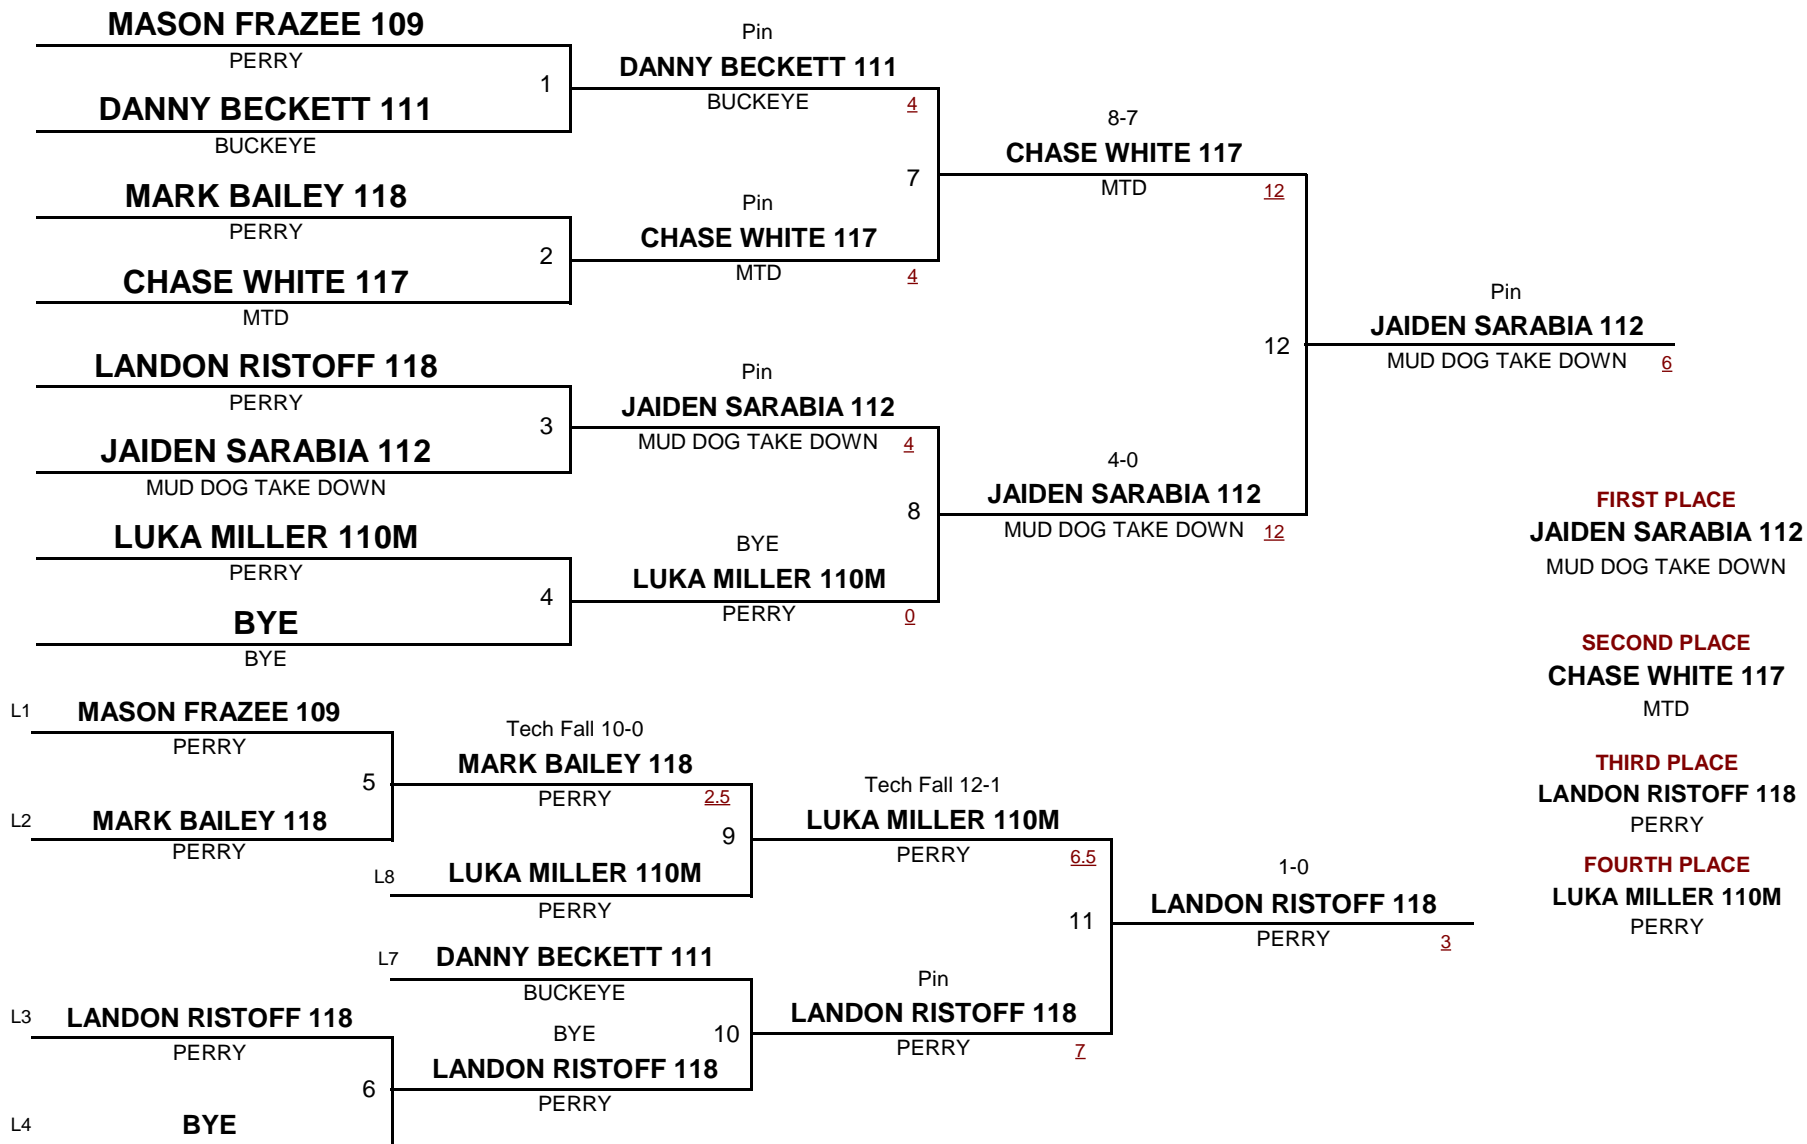 MASON FRAZEE 109
PERRY
1
DANNY BECKETT 111
BUCKEYE
Pin
DANNY BECKETT 111
BUCKEYE 4
MARK BAILEY 118
PERRY
2
CHASE WHITE 117
MTD
Pin
CHASE WHITE 117
MTD 4
7
8-7
CHASE WHITE 117
MTD 12
LANDON RISTOFF 118
PERRY
3
JAIDEN SARABIA 112
MUD DOG TAKE DOWN
Pin
JAIDEN SARABIA 112
MUD DOG TAKE DOWN 4
LUKA MILLER 110M
PERRY
4
BYE
BYE
BYE
LUKA MILLER 110M
PERRY 0
8
4-0
JAIDEN SARABIA 112
MUD DOG TAKE DOWN 12
12
Pin
JAIDEN SARABIA 112
MUD DOG TAKE DOWN 6
FIRST PLACE
JAIDEN SARABIA 112
MUD DOG TAKE DOWN
SECOND PLACE
CHASE WHITE 117
MTD
THIRD PLACE
LANDON RISTOFF 118
PERRY
FOURTH PLACE
LUKA MILLER 110M
PERRY
L1 MASON FRAZEE 109
PERRY
5
L2 MARK BAILEY 118
PERRY
Tech Fall 10-0
MARK BAILEY 118
PERRY 2.5
9
L8 LUKA MILLER 110M
PERRY
Tech Fall 12-1
LUKA MILLER 110M
PERRY 6.5
L7 DANNY BECKETT 111
BUCKEYE
L3 LANDON RISTOFF 118
PERRY
6
L4 BYE
BYE
LANDON RISTOFF 118
PERRY
10
Pin
LANDON RISTOFF 118
PERRY 7
11
1-0
LANDON RISTOFF 118
PERRY 3